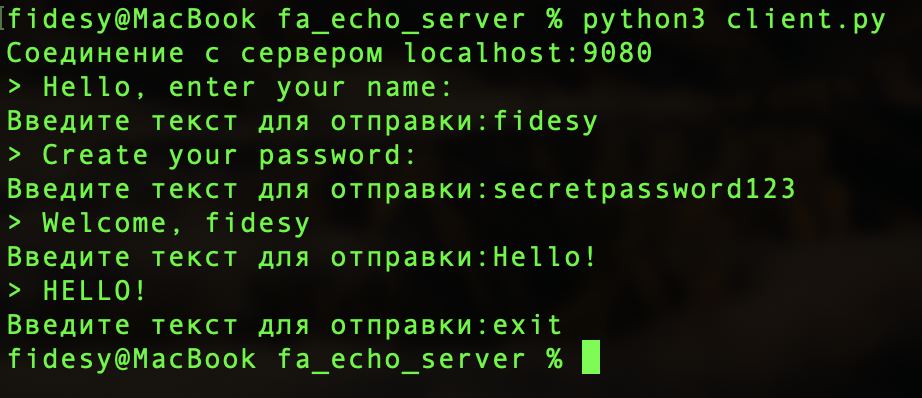 fidesy@MacBook fa_echo_server % python3 client.py
Соединение с сервером localhost:9080
> Hello, enter your name:
Введите текст для отправки:fidesy
> Create your password:
Введите текст для отправки:secretpassword123
> Welcome, fidesy
Введите текст для отправки:Hello!
> HELLO!
Введите текст для отправки:exit
fidesy@MacBook fa_echo_server %